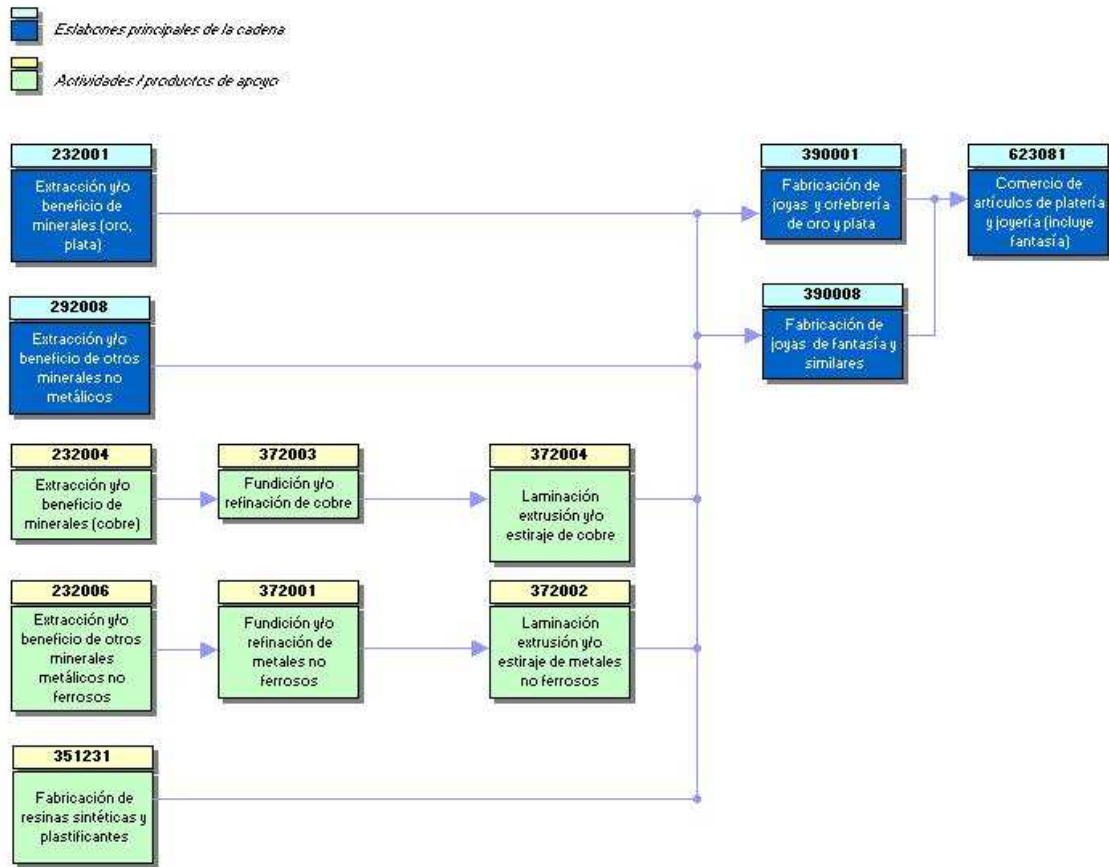 Eslabones principales de la cadena
Actividades / productos de apoyo
232001
Extracción y/o
beneficio de
minerales (oro,
plata)
390001
Fabricación de
joyas y orfebrería
de oro y plata
623081
Comercio de
artículos de platería
y joyería (incluye
fantasía)
292008
Extracción y/o
beneficio de otros
minerales no
metálicos
390008
Fabricación de
joyas de fantasía y
similares
232004
Extracción y/o
beneficio de
minerales (cobre)
372003
Fundición y/o
refinación de cobre
372004
Laminación
extrusión y/o
estiraje de cobre
232006
Extracción y/o
beneficio de otros
minerales
metálicos no
ferrosos
372001
Fundición y/o
refinación de
metales no
ferrosos
372002
Laminación
extrusión y/o
estiraje de metales
no ferrosos
351231
Fabricación de
resinas sintéticas y
plastificantes